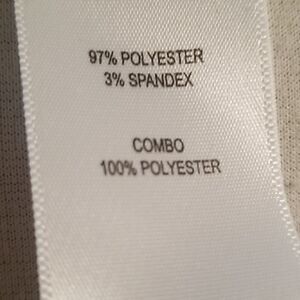 97% POLYESTER
3% SPANDEX
COMBO
100% POLYESTER